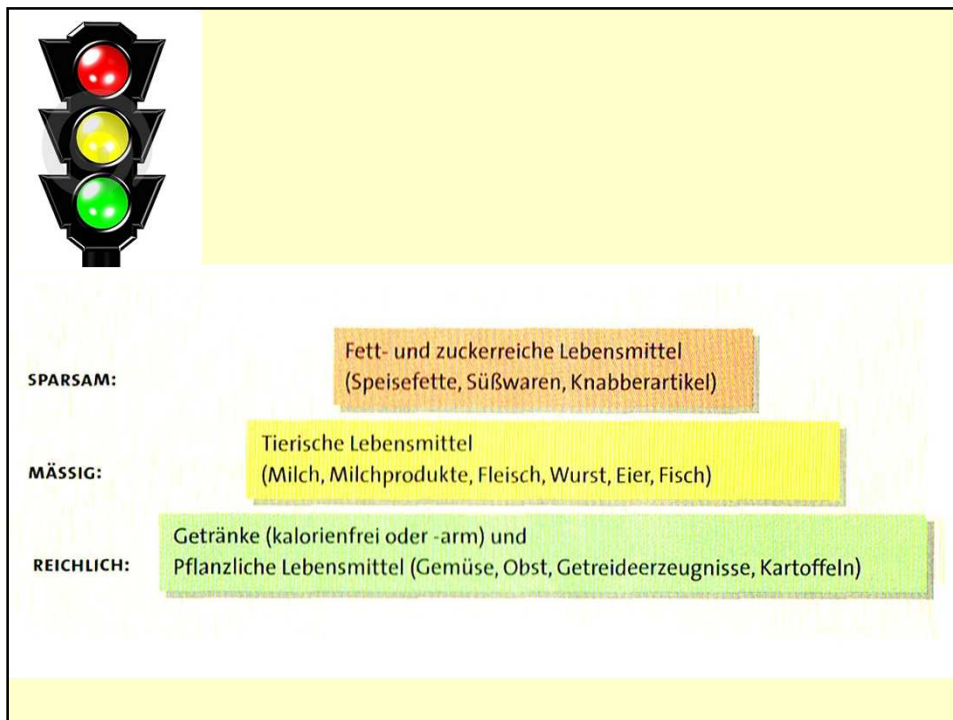 SPARSAM:
Fett- und zuckerreiche Lebensmittel
(Speisefette, Süßwaren, Knabberartikel)
MÄSSIG:
Tierische Lebensmittel
(Milch, Milchprodukte, Fleisch, Wurst, Eier, Fisch)
REICHLICH:
Getränke (kalorienfrei oder -arm) und
Pflanzliche Lebensmittel (Gemüse, Obst, Getreideerzeugnisse, Kartoffeln)